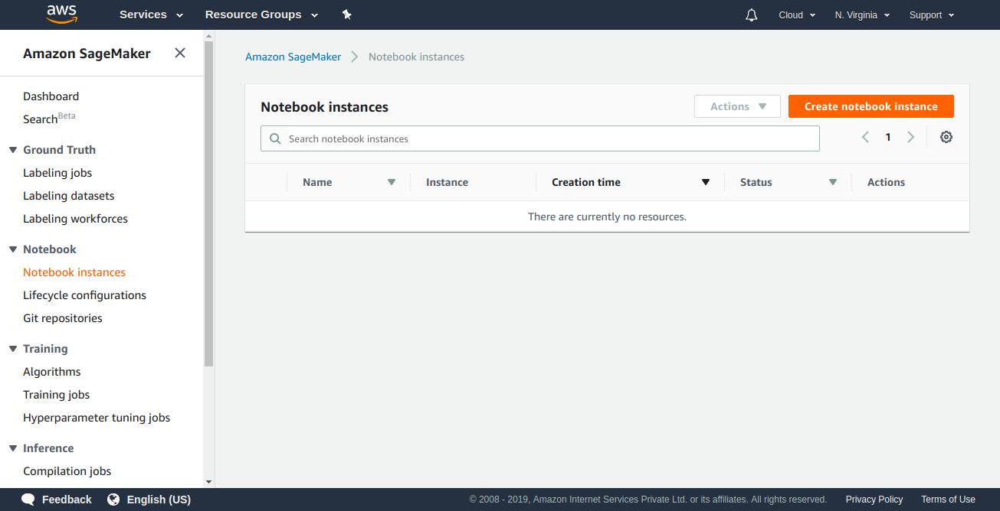 aws Services Resource Groups Cloud N. Virginia Support
Amazon SageMaker
Dashboard
Search Beta
Ground Truth
Labeling jobs
Labeling datasets
Labeling workforces
Notebook
Notebook instances
Lifecycle configurations
Git repositories
Training
Algorithms
Training jobs
Hyperparameter tuning jobs
Inference
Compilation jobs
Amazon SageMaker Notebook instances
Notebook instances Actions Create notebook instance
Search notebook instances 1
Name Instance Creation time Status Actions
There are currently no resources.
Feedback English (US) © 2008 - 2019, Amazon Internet Services Private Ltd. or its affiliates. All rights reserved. Privacy Policy Terms of Use